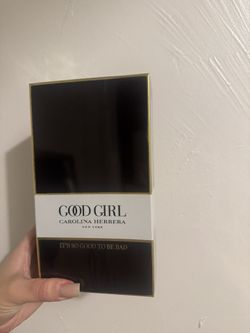 GOOD GIRL
CAROLINA HERRERA
NEW YORK
IT'S SO GOOD TO BE BAD